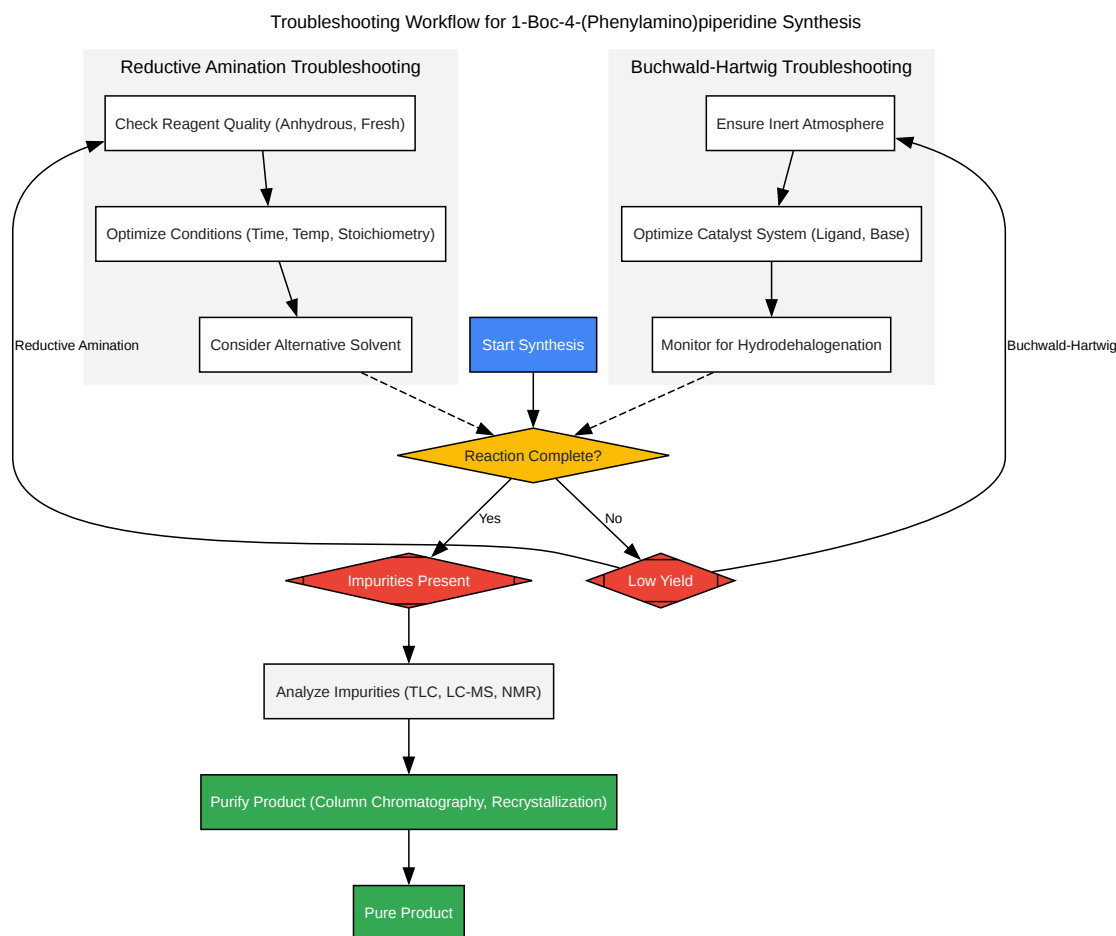 Troubleshooting Workflow for 1-Boc-4-(Phenylamino)piperidine Synthesis
Reductive Amination Troubleshooting
Buchwald-Hartwig Troubleshooting
Check Reagent Quality (Anhydrous, Fresh)
Ensure Inert Atmosphere
Optimize Conditions (Time, Temp, Stoichiometry)
Optimize Catalyst System (Ligand, Base)
Reductive Amination
Consider Alternative Solvent
Start Synthesis
Monitor for Hydrodehalogenation
Buchwald-Hartwig
Reaction Complete?
Yes
No
Impurities Present
Low Yield
Analyze Impurities (TLC, LC-MS, NMR)
Purify Product (Column Chromatography, Recrystallization)
Pure Product